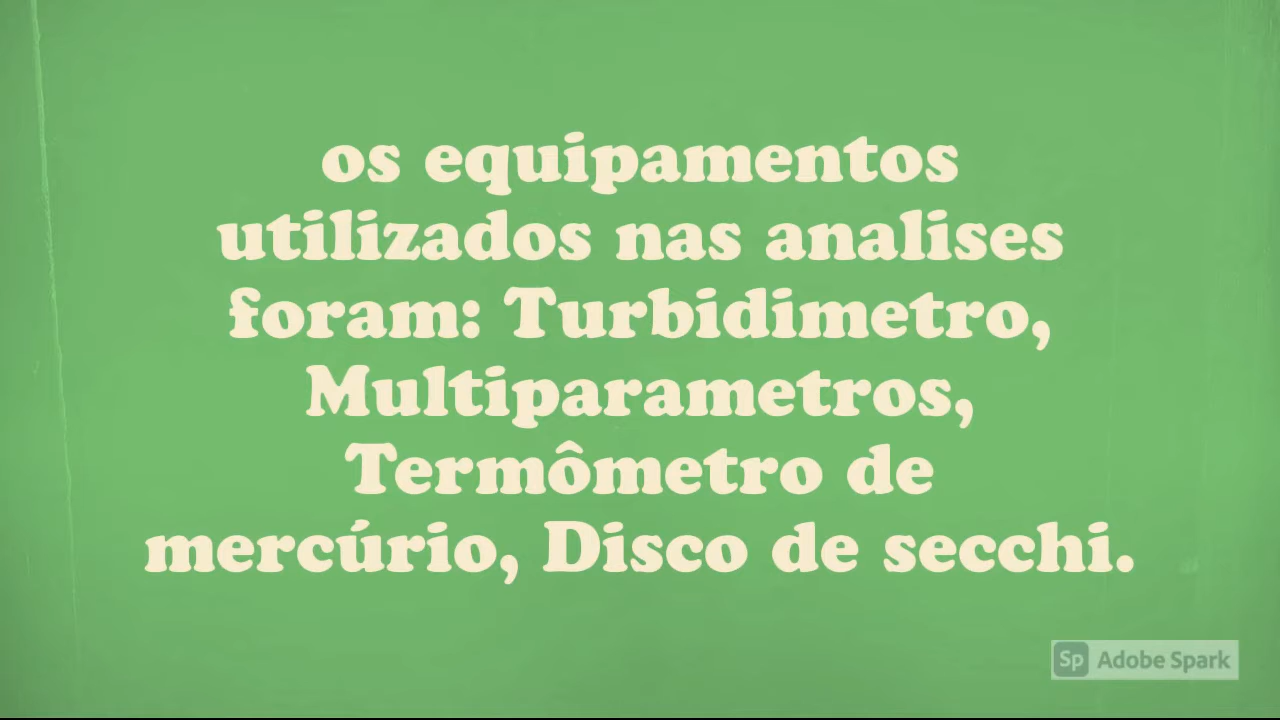 os equipamentos
utilizados nas analises
foram: Turbidimetro,
Multiparametros,
Termômetro de
mercúrio, Disco de secchi.
Sp Adobe Spark